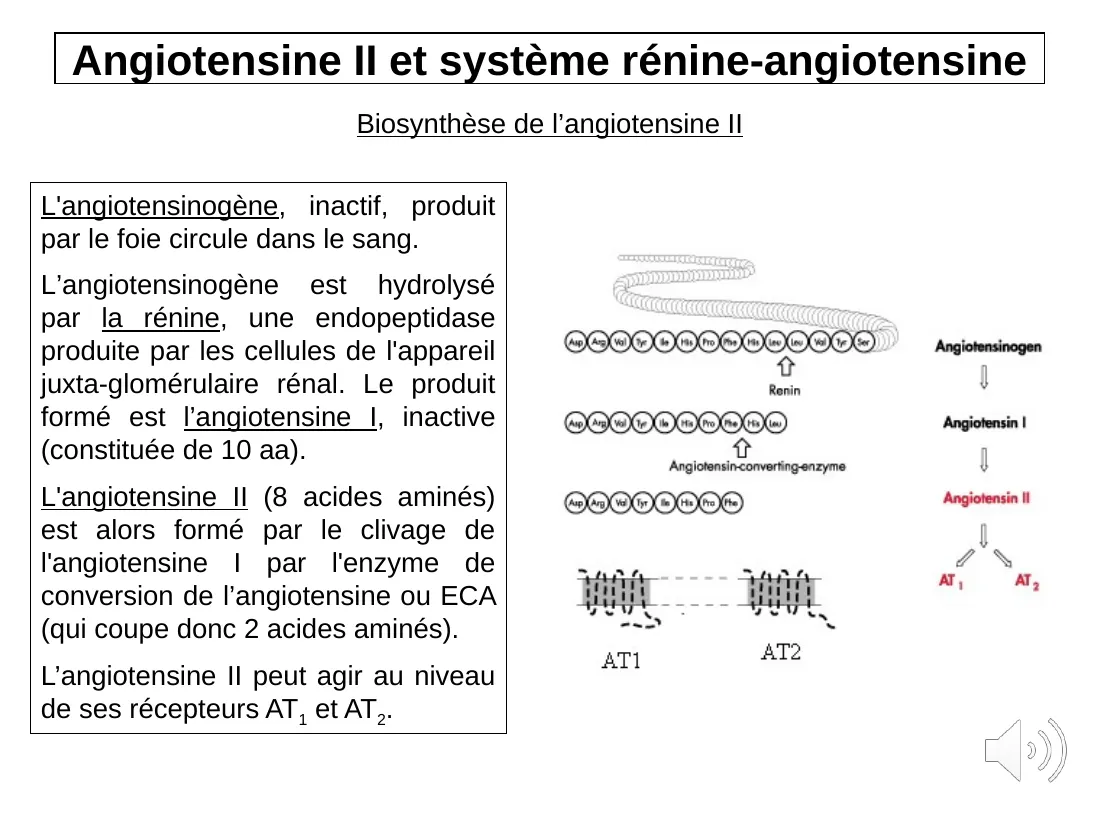 Angiotensine II et système rénine-angiotensine
Biosynthèse de l’angiotensine II
L'angiotensinogène, inactif, produit
par le foie circule dans le sang.
L’angiotensinogène est hydrolysé
par la rénine, une endopeptidase
produite par les cellules de l'appareil
juxta-glomérulaire rénal. Le produit
formé est l’angiotensine I, inactive
(constituée de 10 aa).
L'angiotensine II (8 acides aminés)
est alors formé par le clivage de
l'angiotensine I par l'enzyme de
conversion de l’angiotensine ou ECA
(qui coupe donc 2 acides aminés).
L’angiotensine II peut agir au niveau
de ses récepteurs AT1 et AT2.
Asp Arg Val Tyr Ile His Pro Phe His Leu Leu Val Tyr Ser
Angiotensinogen
Renin
Asp Arg Val Tyr Ile His Pro Phe His Leu
Angiotensin I
Angiotensin-converting-enzyme
Asp Arg Val Tyr Ile His Pro Phe
Angiotensin II
AT1 AT2
AT1 AT2